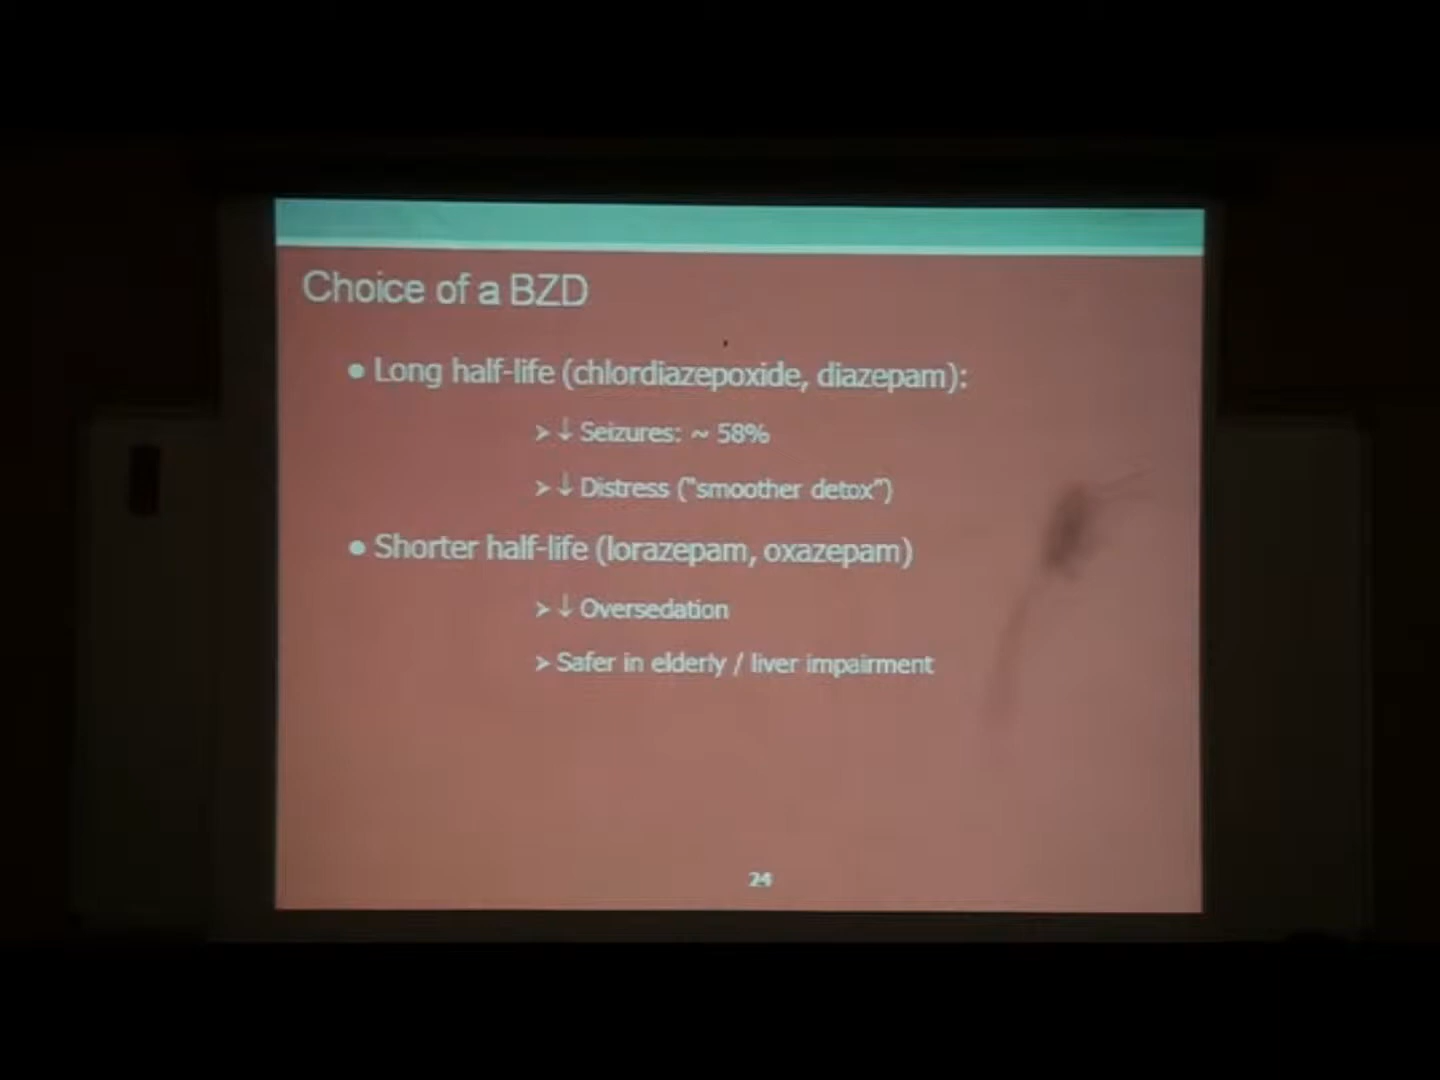 Choice of a BZD
• Long half-life (chlordiazepoxide, diazepam):
➢ ↓ Seizures: ~ 58%
➢ ↓ Distress ("smoother detox")
• Shorter half-life (lorazepam, oxazepam)
➢ ↓ Oversedation
➢ Safer in elderly / liver impairment
24